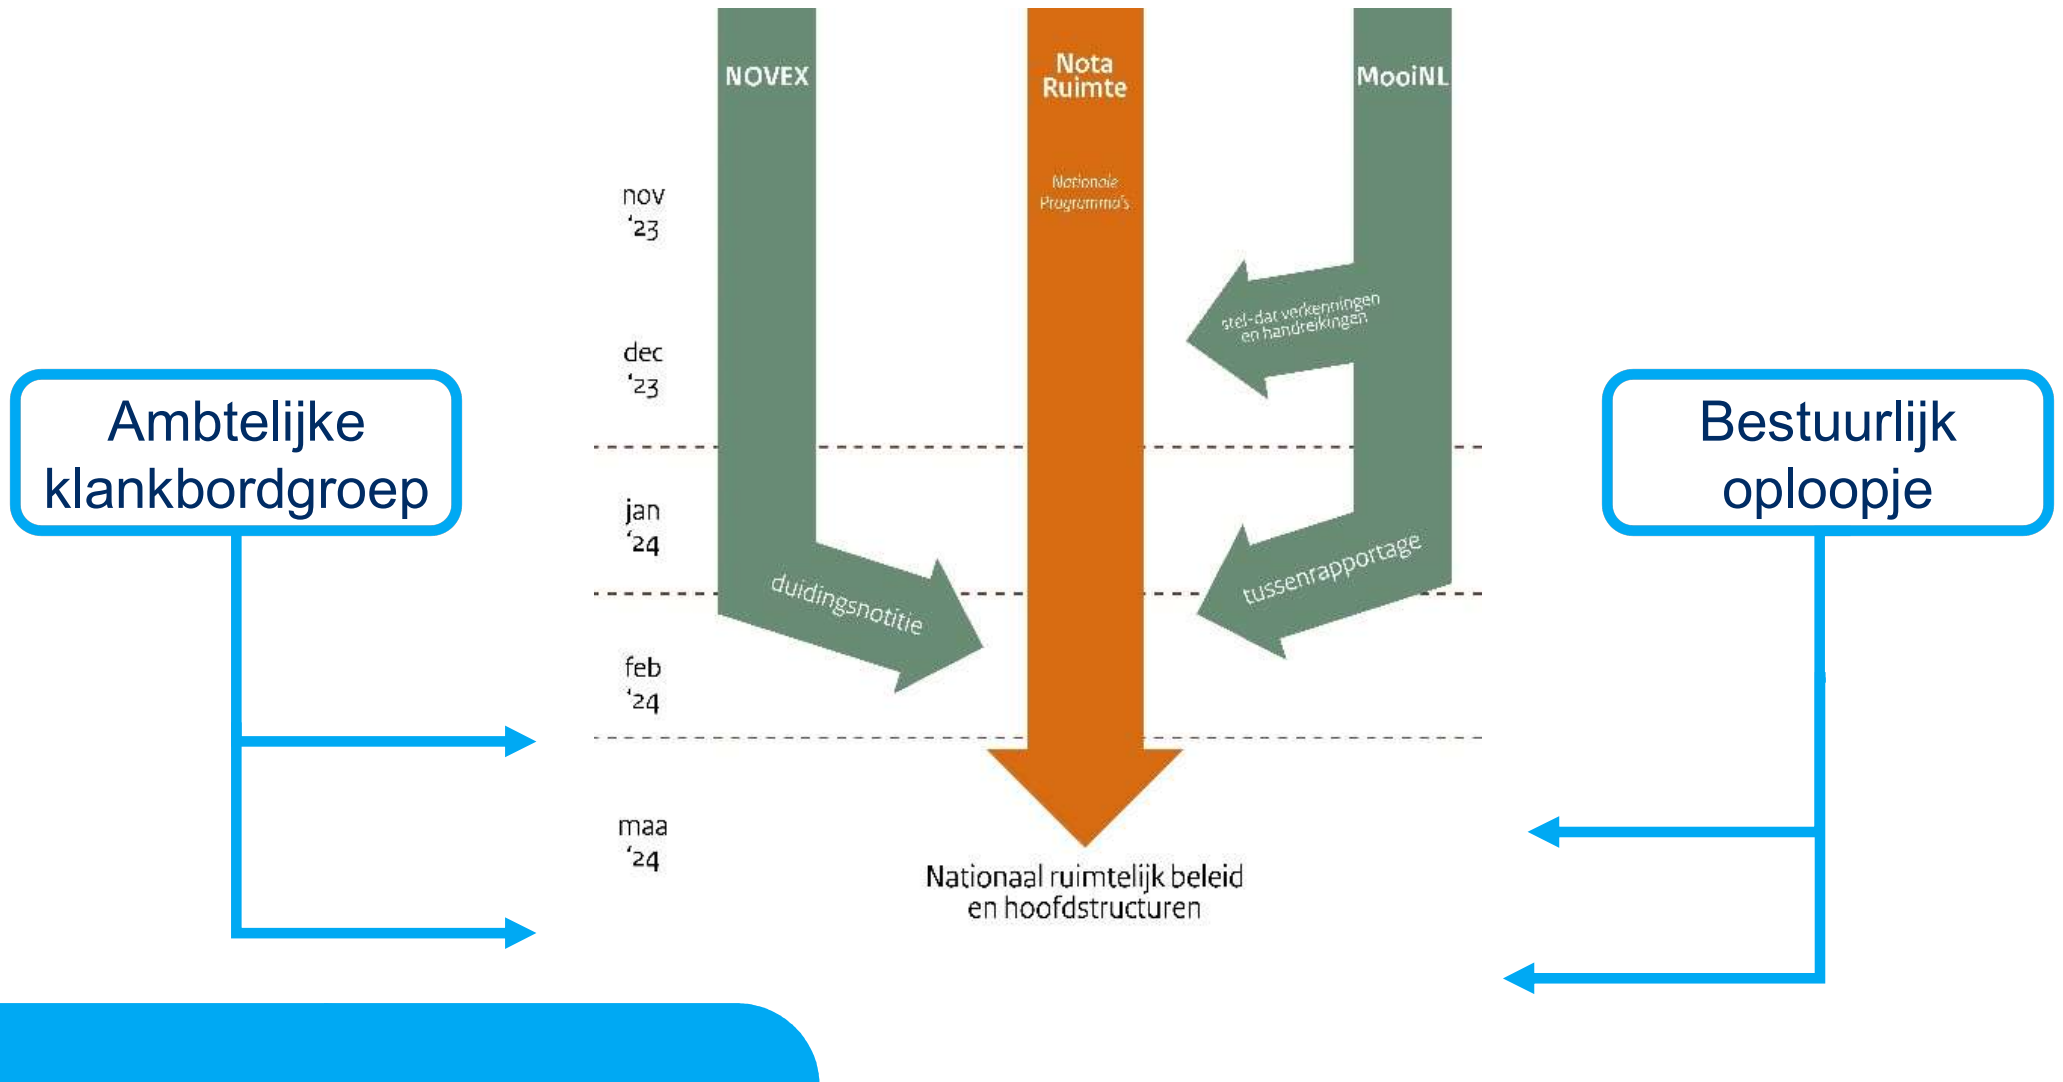 NOVEX
Nota
Ruimte
MooiNL
Nationale
Programma's
nov
'23
stel-dat verkenningen
en handreikingen
dec
'23
Ambtelijke
klankbordgroep
Bestuurlijk
oploopje
jan
'24
duidingsnotitie
tussenrapportage
feb
'24
maa
'24
Nationaal ruimtelijk beleid
en hoofdstructuren